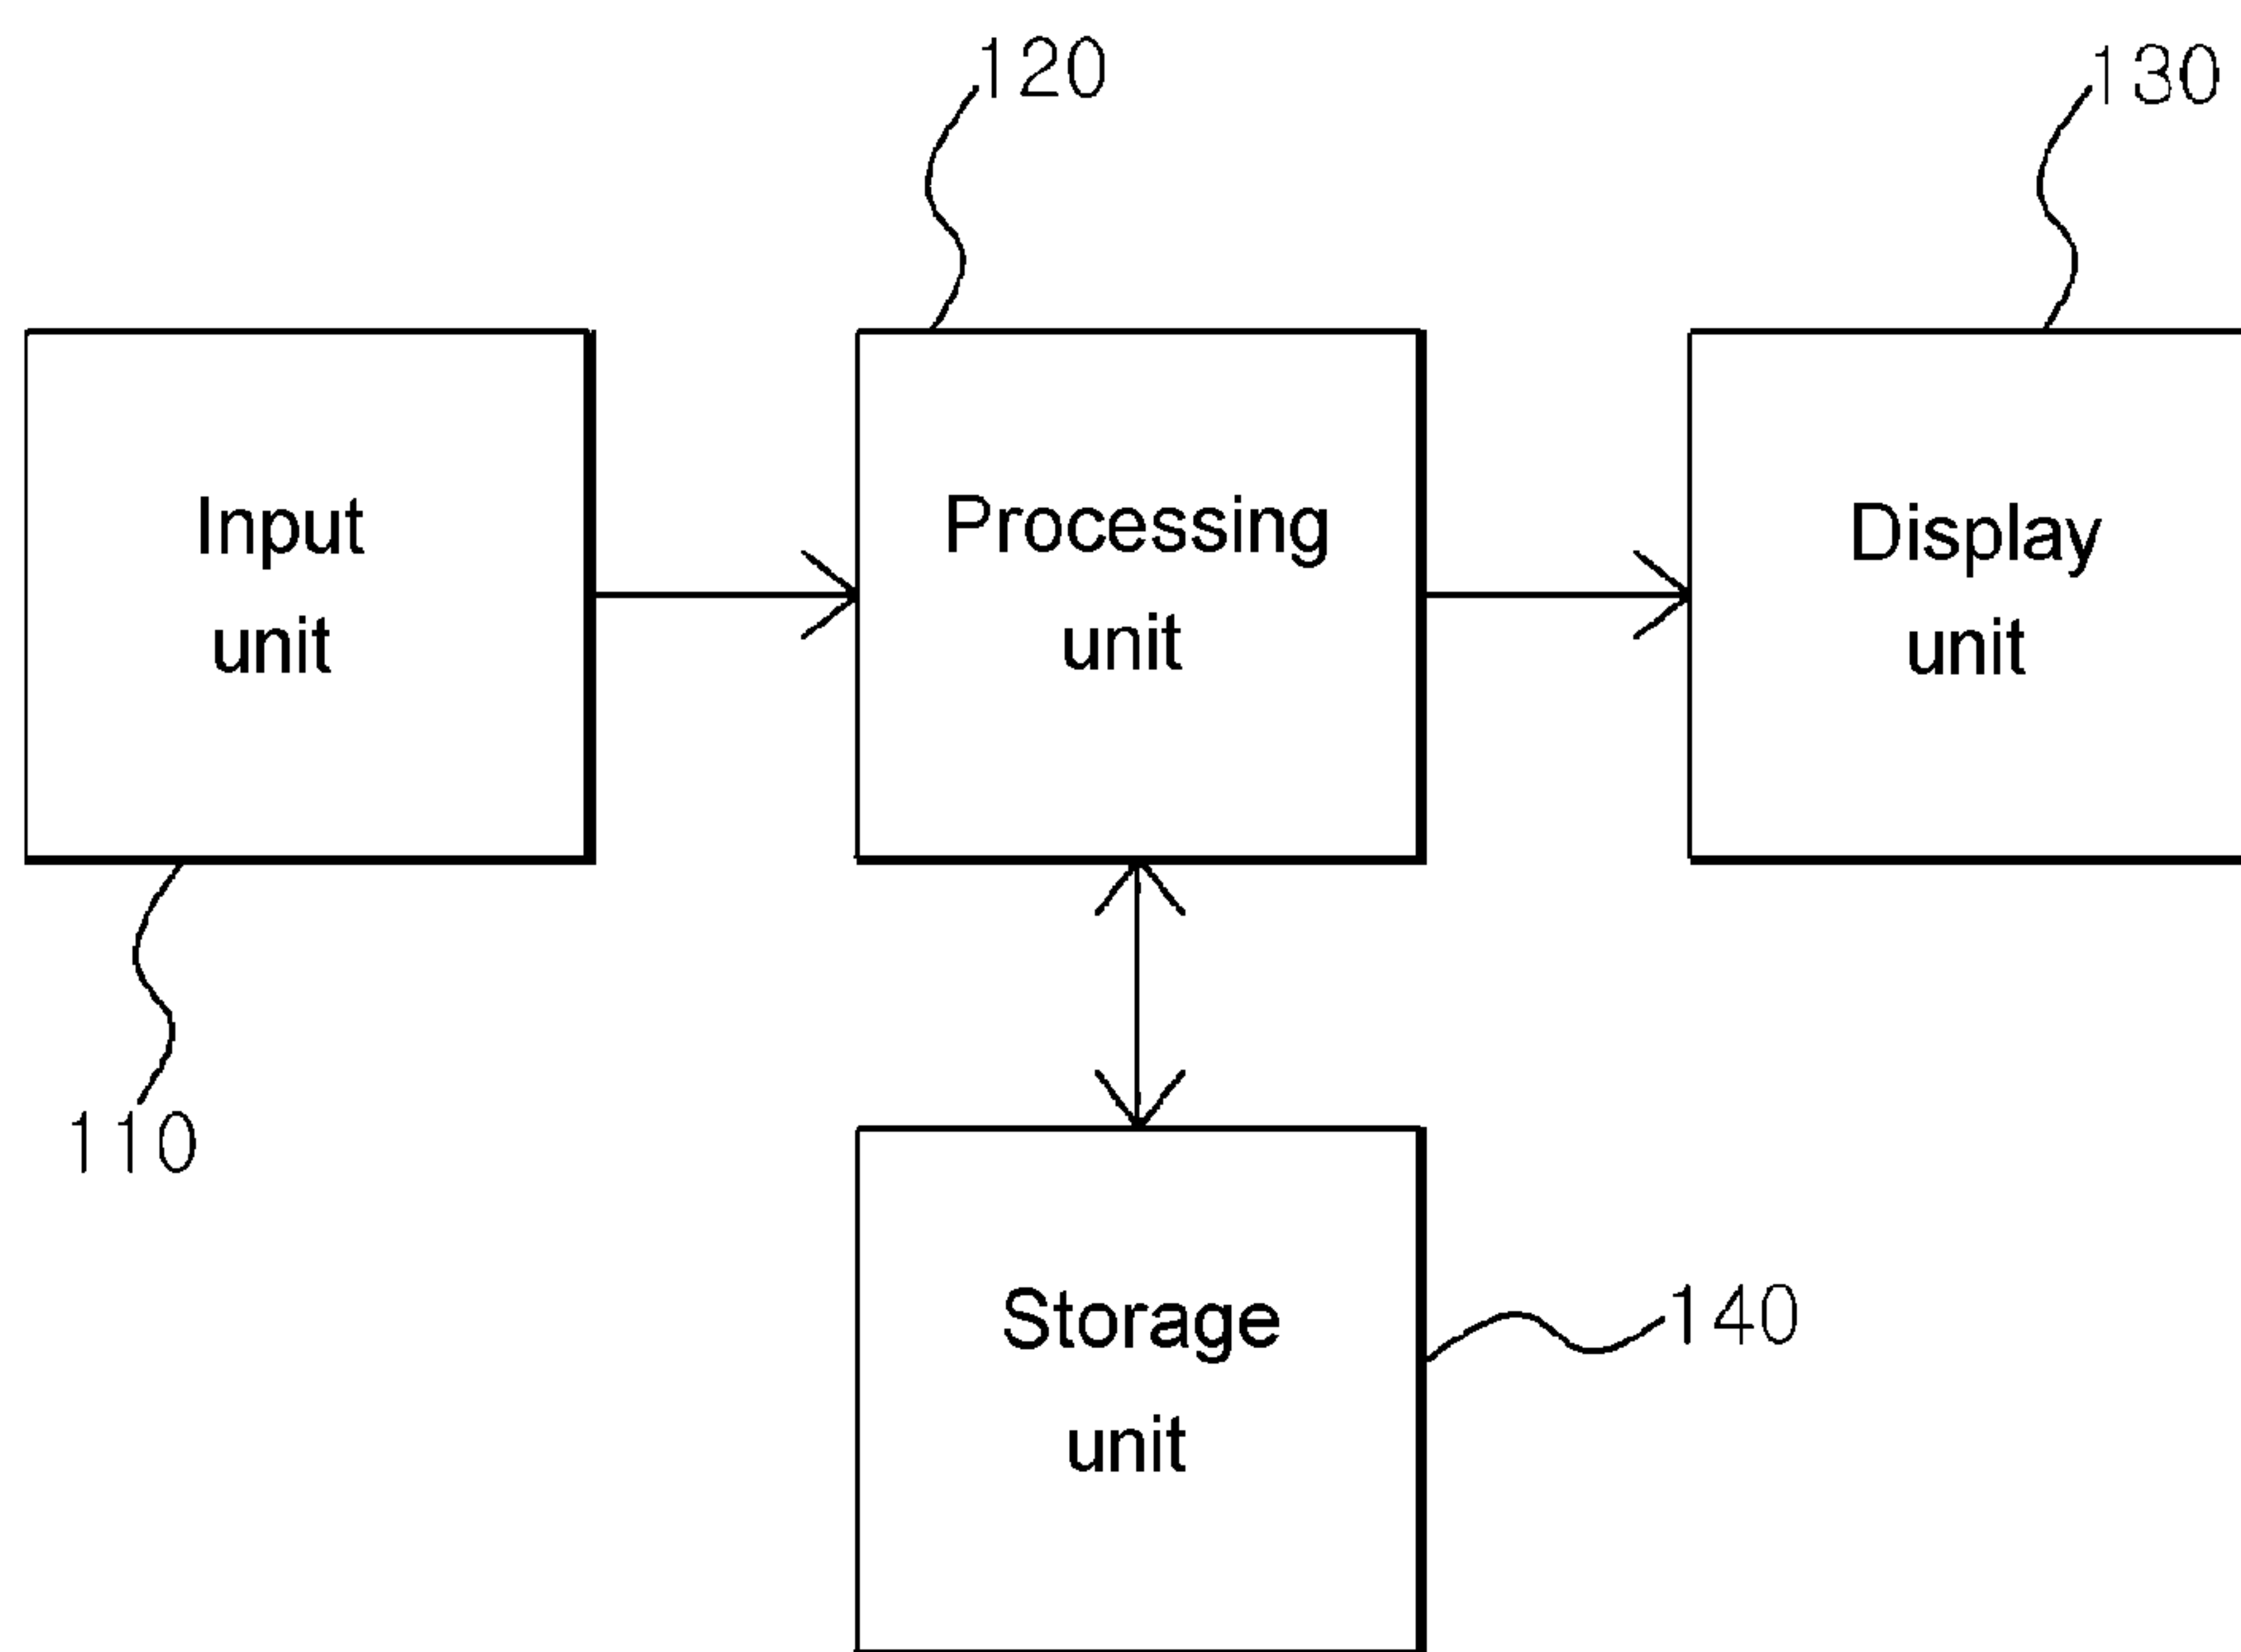 120
130
Input
unit
Processing
unit
Display
unit
110
Storage
unit
140